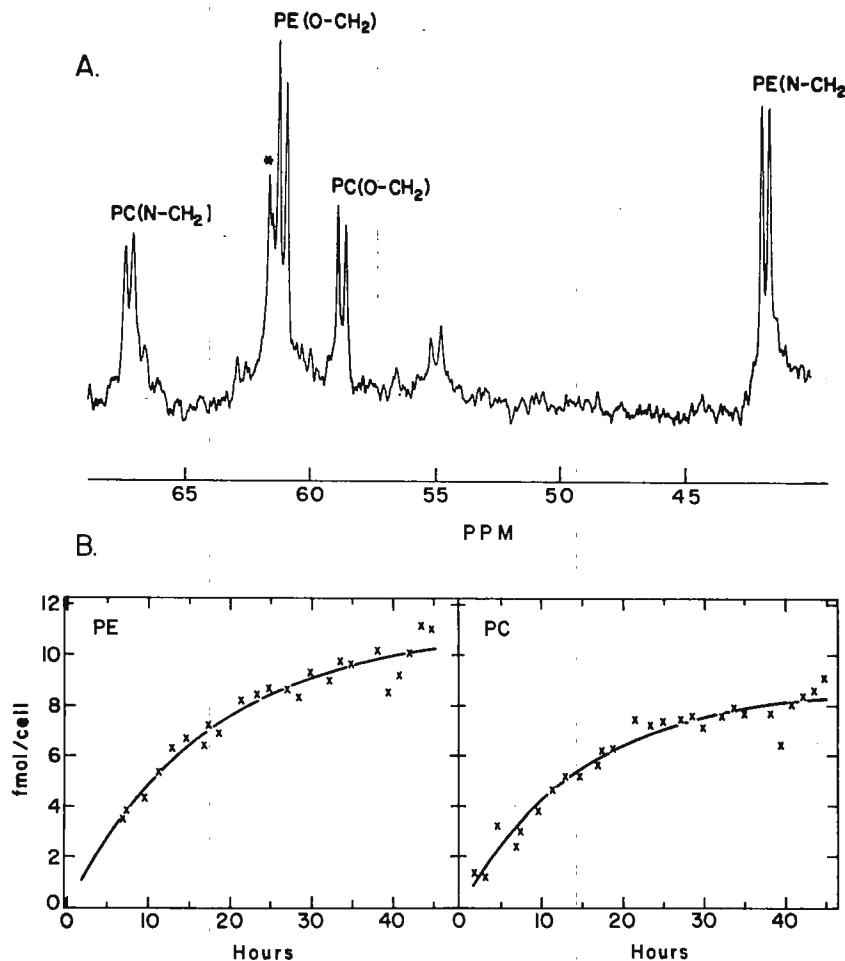 A.
PE(O-CH2)
PE(N-CH2
*
PC(O-CH2)
PC(N-CH2]
65 60 55 50 45
PPM
B.
12
10
8
6
4
2
0
fmol/cell
PE
PC
0 10 20 30 40
0 10 20 30 40
Hours
Hours